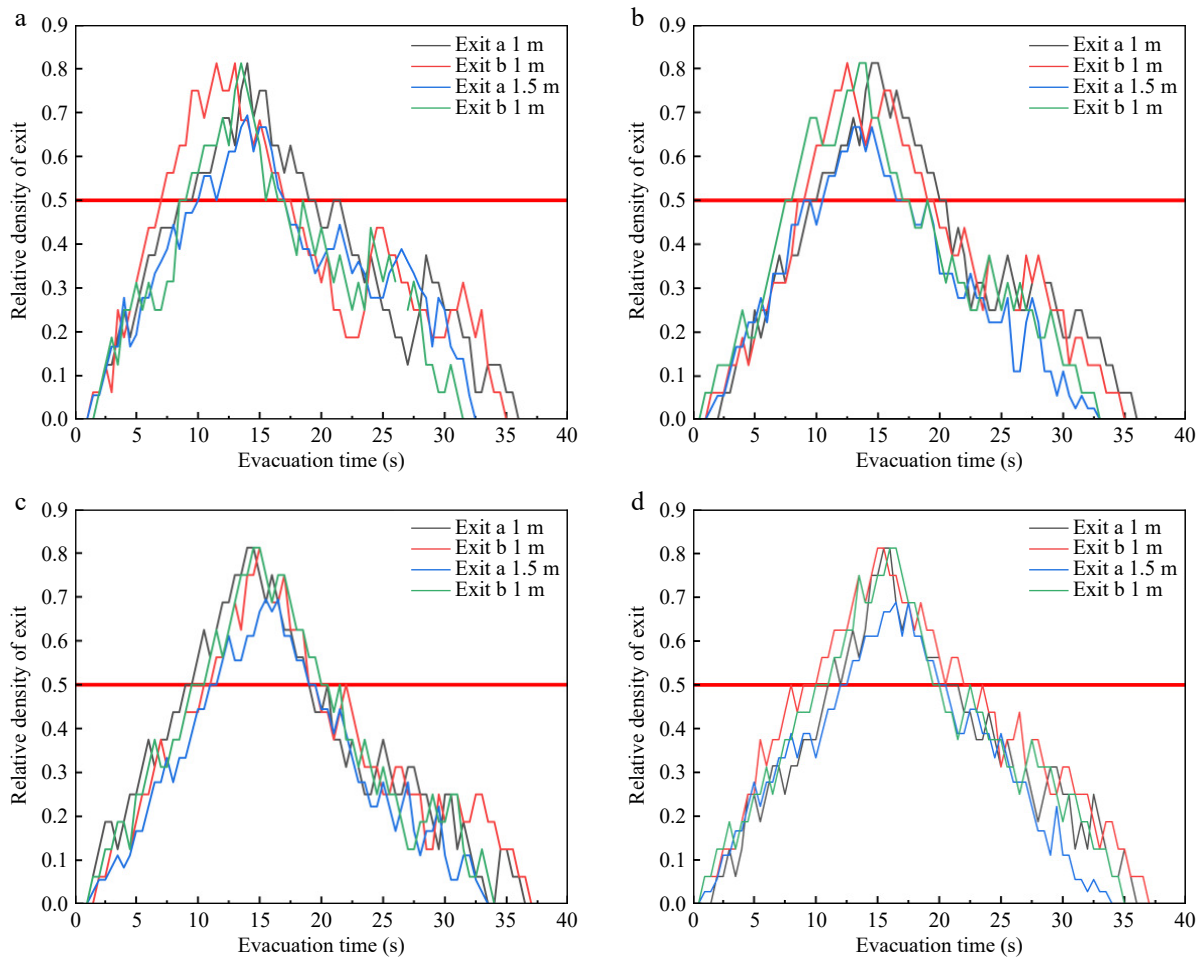 a
0.9
0.8
0.7
0.6
0.5
0.4
0.3
0.2
0.1
0.0
0 5 10 15 20 25 30 35 40
Relative density of exit
Evacuation time (s)
Exit a 1 m
Exit b 1 m
Exit a 1.5 m
Exit b 1 m
b
0.9
0.8
0.7
0.6
0.5
0.4
0.3
0.2
0.1
0.0
0 5 10 15 20 25 30 35 40
Relative density of exit
Evacuation time (s)
Exit a 1 m
Exit b 1 m
Exit a 1.5 m
Exit b 1 m
c
0.9
0.8
0.7
0.6
0.5
0.4
0.3
0.2
0.1
0.0
0 5 10 15 20 25 30 35 40
Relative density of exit
Evacuation time (s)
Exit a 1 m
Exit b 1 m
Exit a 1.5 m
Exit b 1 m
d
0.9
0.8
0.7
0.6
0.5
0.4
0.3
0.2
0.1
0.0
0 5 10 15 20 25 30 35 40
Relative density of exit
Evacuation time (s)
Exit a 1 m
Exit b 1 m
Exit a 1.5 m
Exit b 1 m